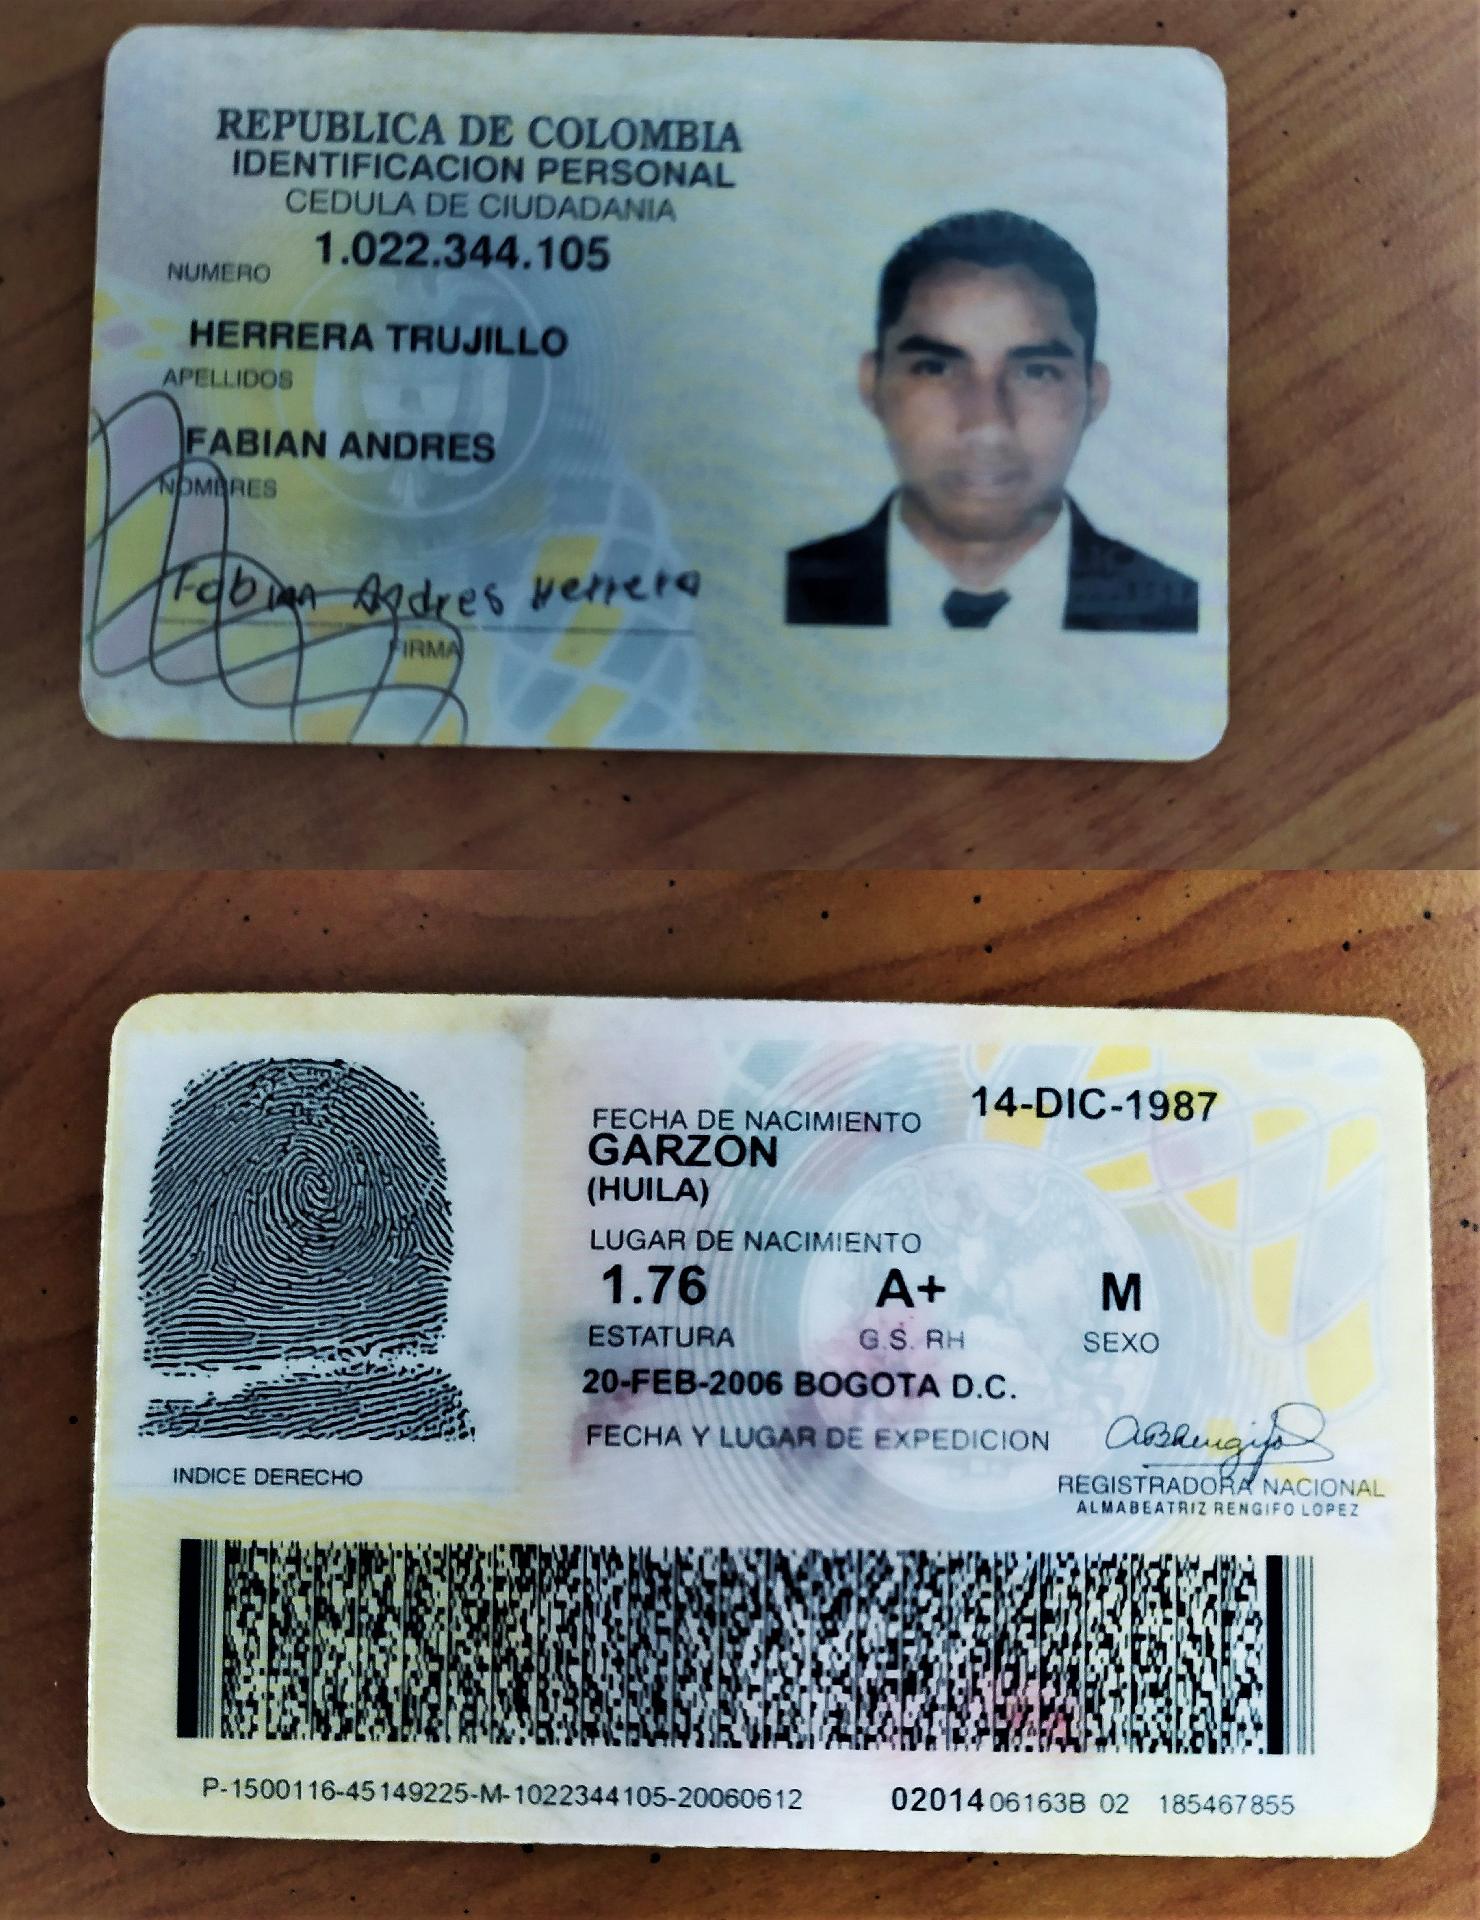 REPUBLICA DE COLOMBIA
IDENTIFICACION PERSONAL
CEDULA DE CIUDADANIA
NUMERO 1.022.344.105
HERRERA TRUJILLO
APELLIDOS
FABIAN ANDRES
NOMBRES
Fabian Andres Herrera
FIRMA
FECHA DE NACIMIENTO 14-DIC-1987
GARZON
(HUILA)
LUGAR DE NACIMIENTO
1.76 A+ M
ESTATURA G.S. RH SEXO
20-FEB-2006 BOGOTA D.C.
FECHA Y LUGAR DE EXPEDICION
INDICE DERECHO
REGISTRADORA NACIONAL
ALMABEATRIZ RENGIFO LOPEZ
P-1500116-45149225-M-1022344105-20060612 0201406163B 02 185467855